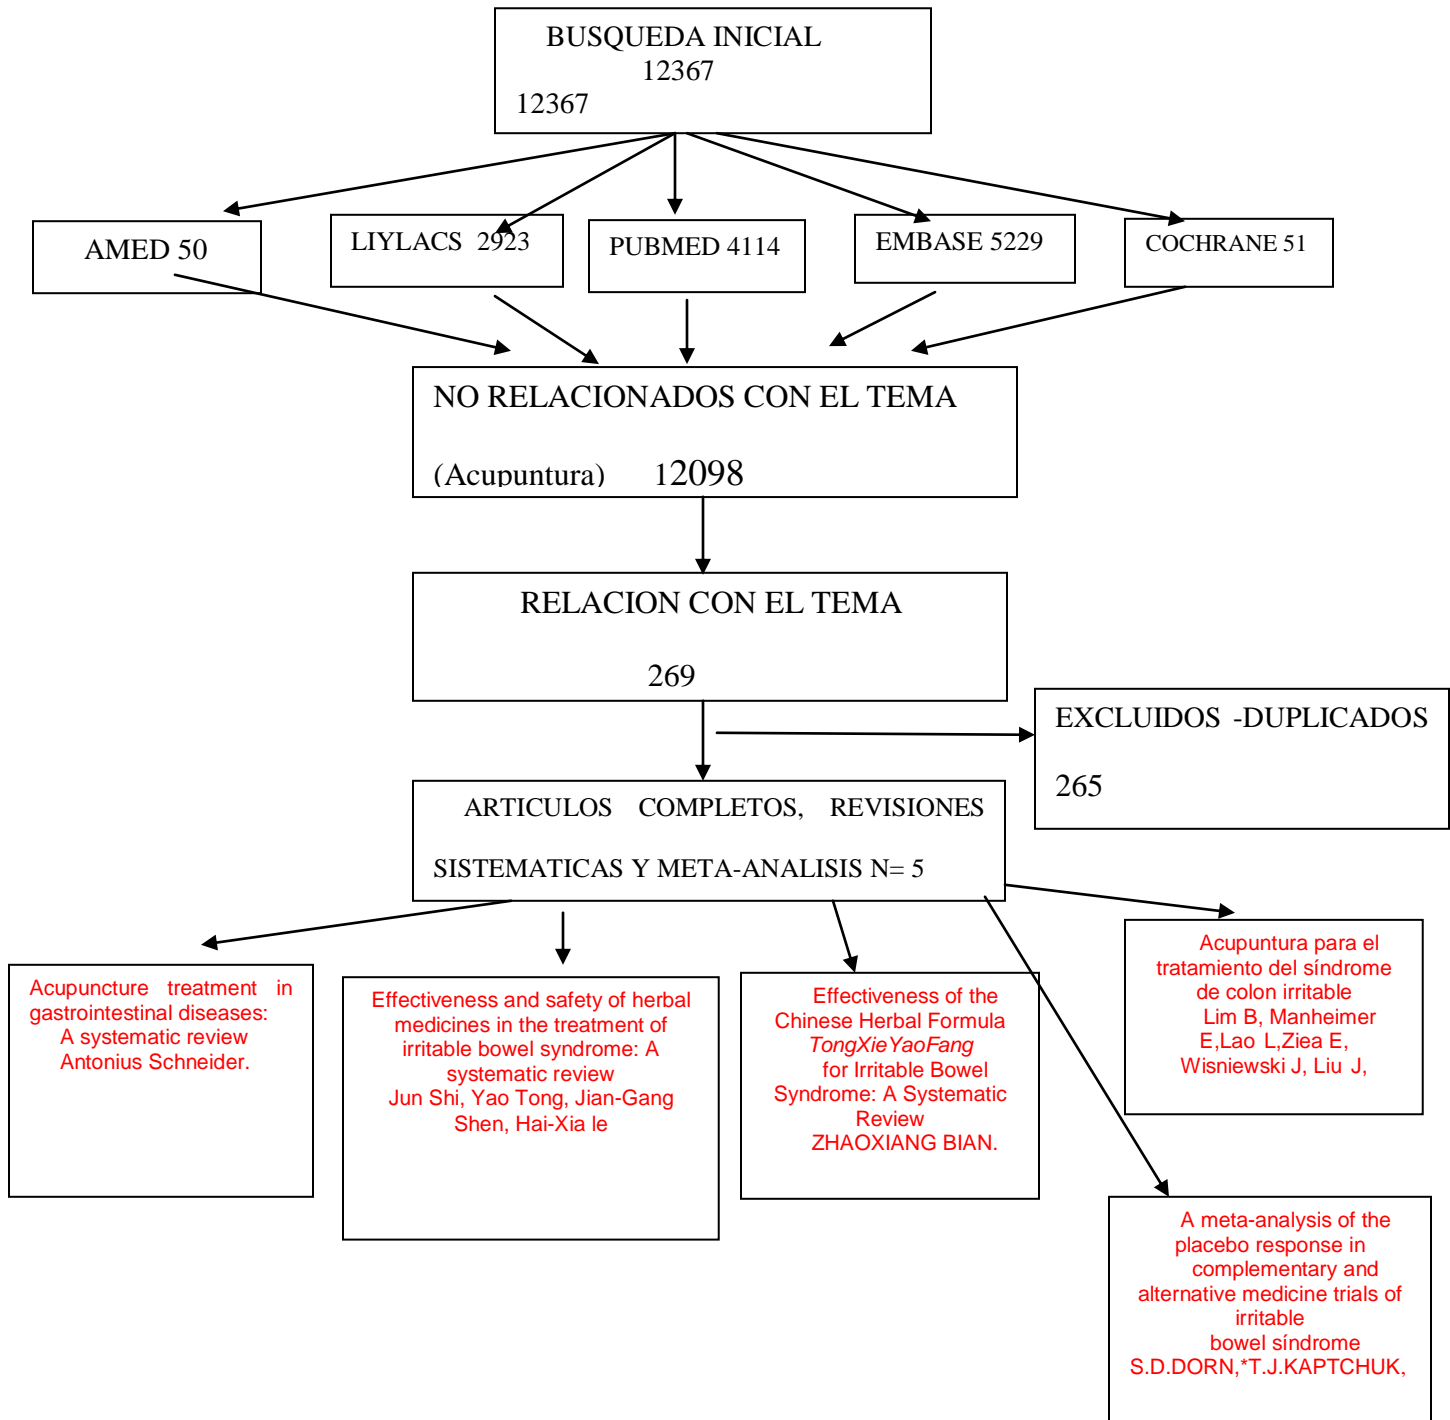 BUSQUEDA INICIAL
12367
12367
AMED 50
LIYLACS 2923
PUBMED 4114
EMBASE 5229
COCHRANE 51
NO RELACIONADOS CON EL TEMA
(Acupuntura) 12098
RELACION CON EL TEMA
269
EXCLUIDOS -DUPLICADOS
265
ARTICULOS COMPLETOS, REVISIONES
SISTEMATICAS Y META-ANALISIS N= 5
Acupuncture treatment in
gastrointestinal diseases:
A systematic review
Antonius Schneider.
Effectiveness and safety of herbal
medicines in the treatment of
irritable bowel syndrome: A
systematic review
Jun Shi, Yao Tong, Jian-Gang
Shen, Hai-Xia le
Effectiveness of the
Chinese Herbal Formula
TongXieYaoFang
for Irritable Bowel
Syndrome: A Systematic
Review
ZHAOXIANG BIAN.
Acupuntura para el
tratamiento del síndrome
de colon irritable
Lim B, Manheimer
E,Lao L,Ziea E,
Wisniewski J, Liu J,
A meta-analysis of the
placebo response in
complementary and
alternative medicine trials of
irritable
bowel síndrome
S.D.DORN,*T.J.KAPTCHUK,